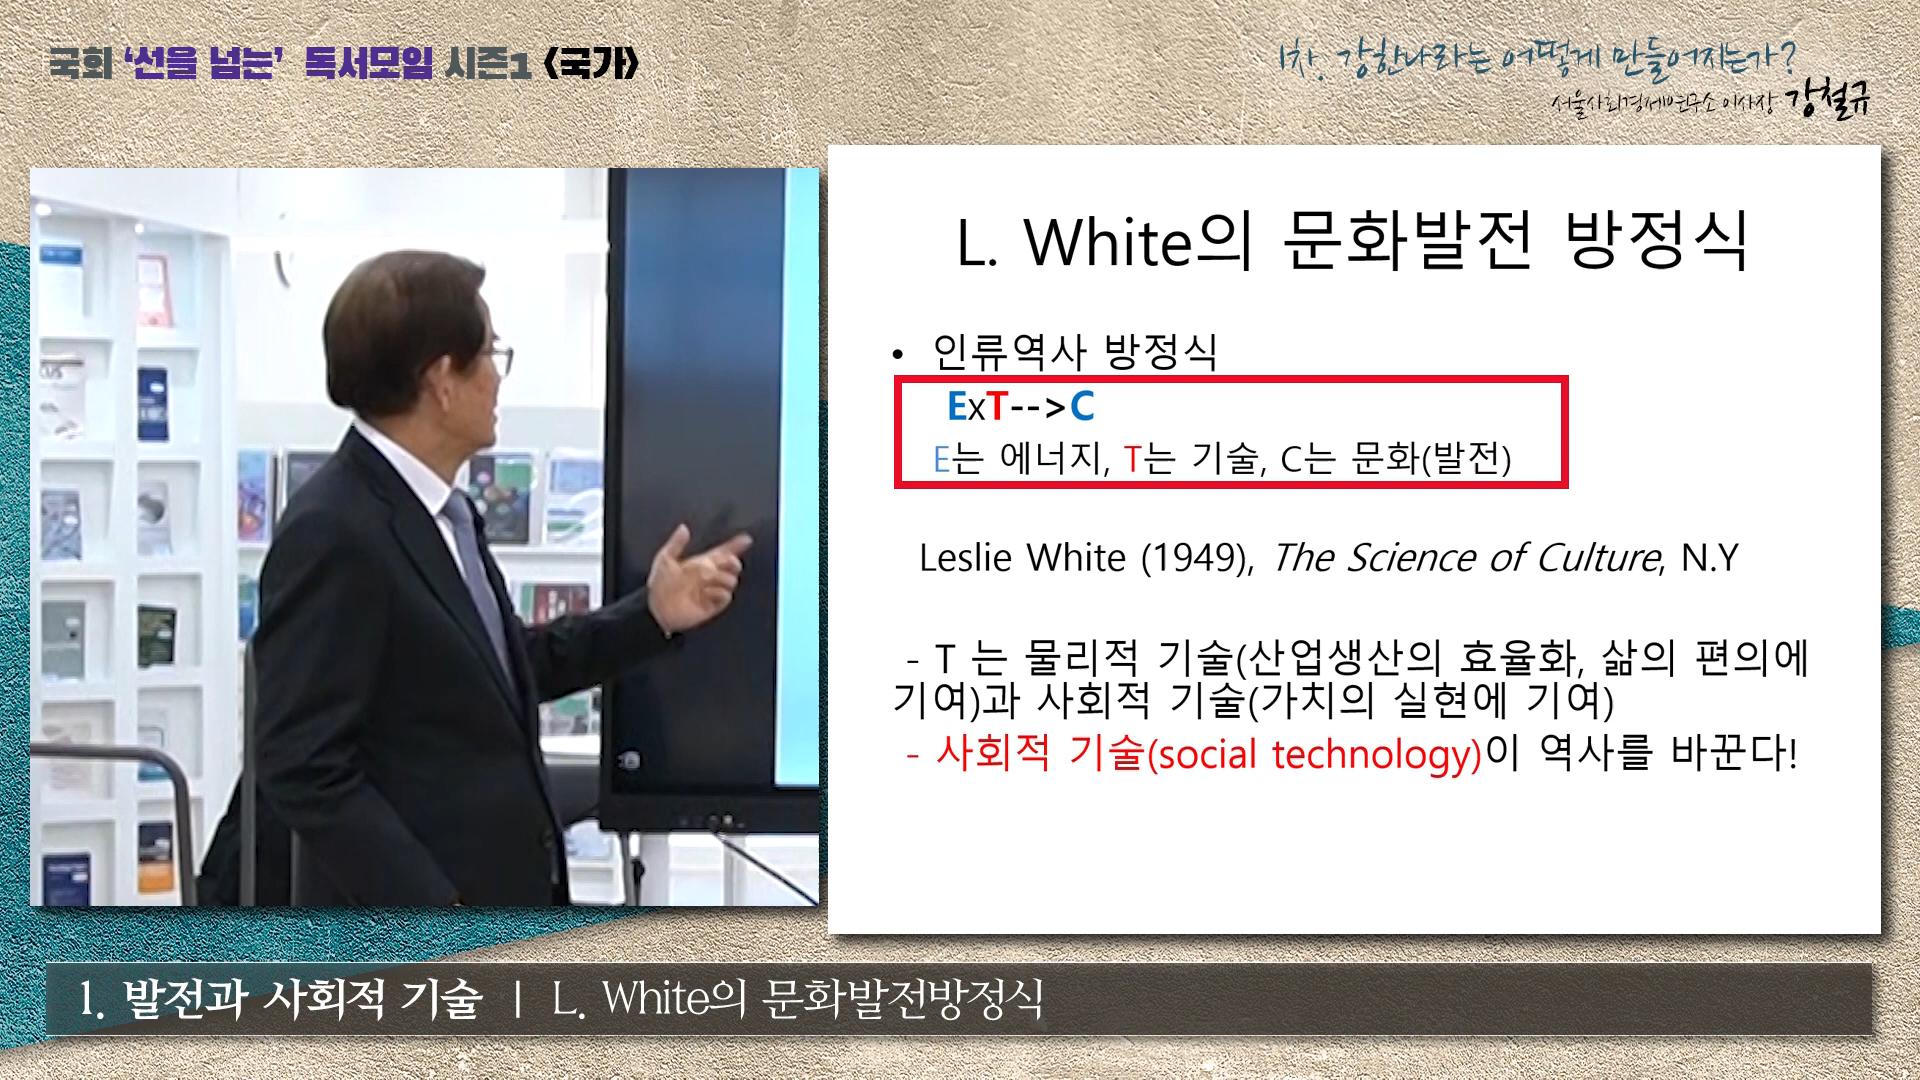 국회 '선을 넘는' 독서모임 시즌1 <국가>
1차. 강한나라는 어떻게 만들어지는가?
서울사회경제연구소 이사장 강철규
L. White의 문화발전 방정식
• 인류역사 방정식
ExT-->C
E는 에너지, T는 기술, C는 문화(발전)
Leslie White (1949), The Science of Culture, N.Y
- T 는 물리적 기술(산업생산의 효율화, 삶의 편의에
기여)과 사회적 기술(가치의 실현에 기여)
- 사회적 기술(social technology)이 역사를 바꾼다!
1. 발전과 사회적 기술 | L. White의 문화발전방정식